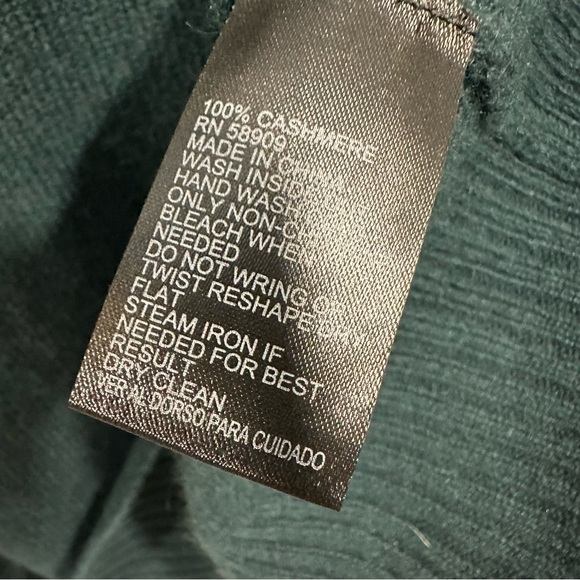 100% CASHMERE
RN 58909
MADE IN CHINA
WASH INSIDE
HAND WASH
ONLY NON-
BLEACH WHEN
NEEDED
DO NOT WRING OR
TWIST RESHAPE DRY
FLAT
STEAM IRON IF
NEEDED FOR BEST
RESULT
DRY CLEAN
VER AL DORSO PARA CUIDADO